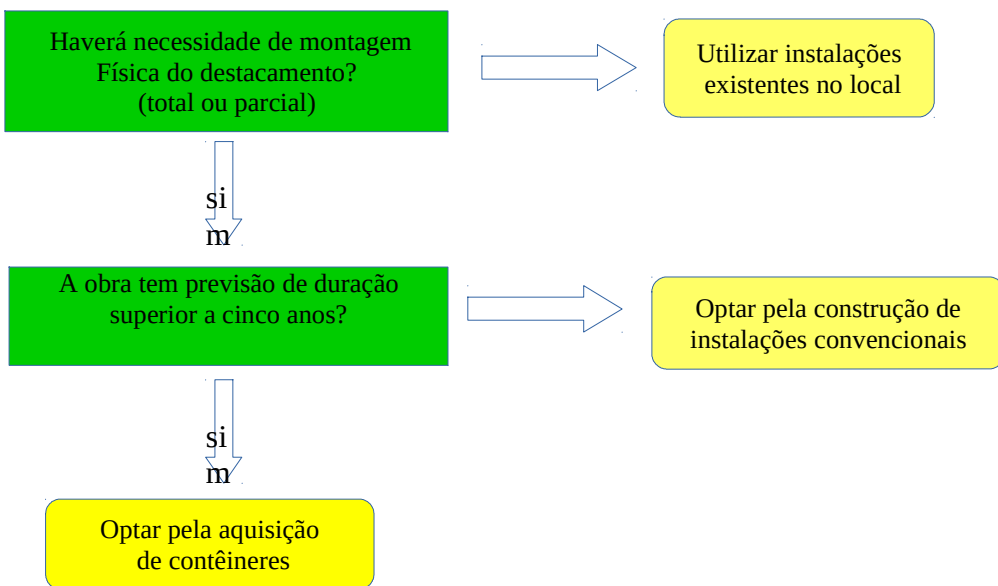 Haverá necessidade de montagem
Física do destacamento?
(total ou parcial)
Utilizar instalações
existentes no local
si
m
A obra tem previsão de duração
superior a cinco anos?
Optar pela construção de
instalações convencionais
si
m
Optar pela aquisição
de contêineres